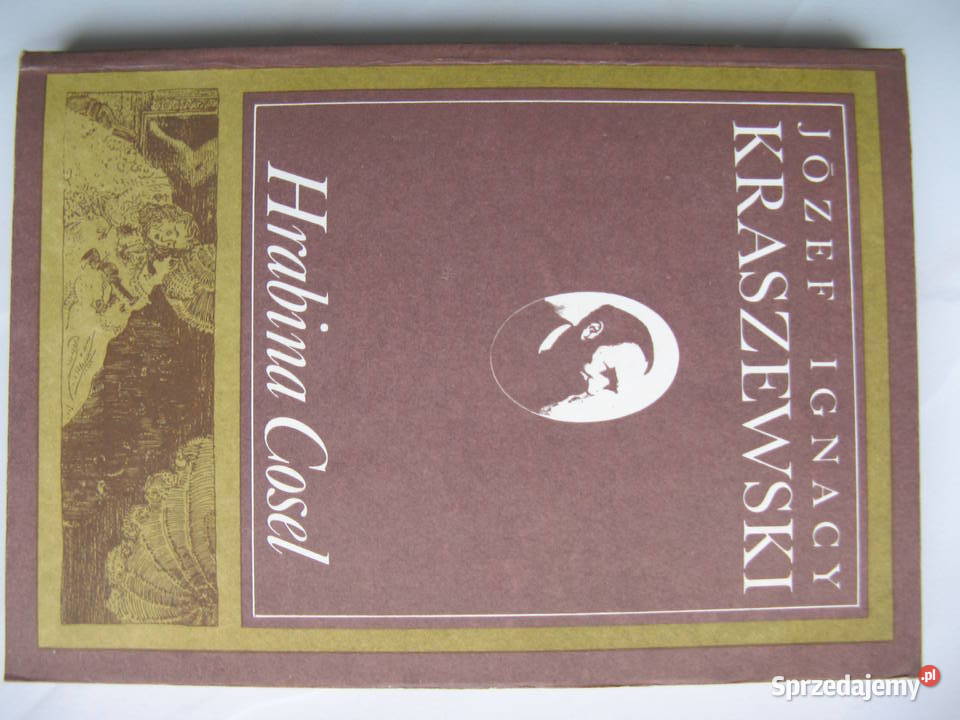 JÓZEF IGNACY
KRASZEWSKI
Hrabina Cosel
Sprzedajemy.pl